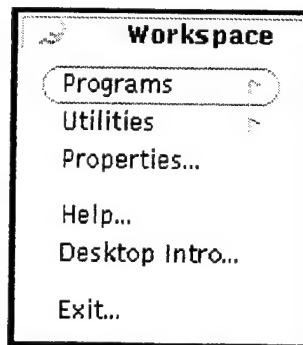 Workspace
Programs
Utilities
Properties...
Help...
Desktop Intro...
Exit...